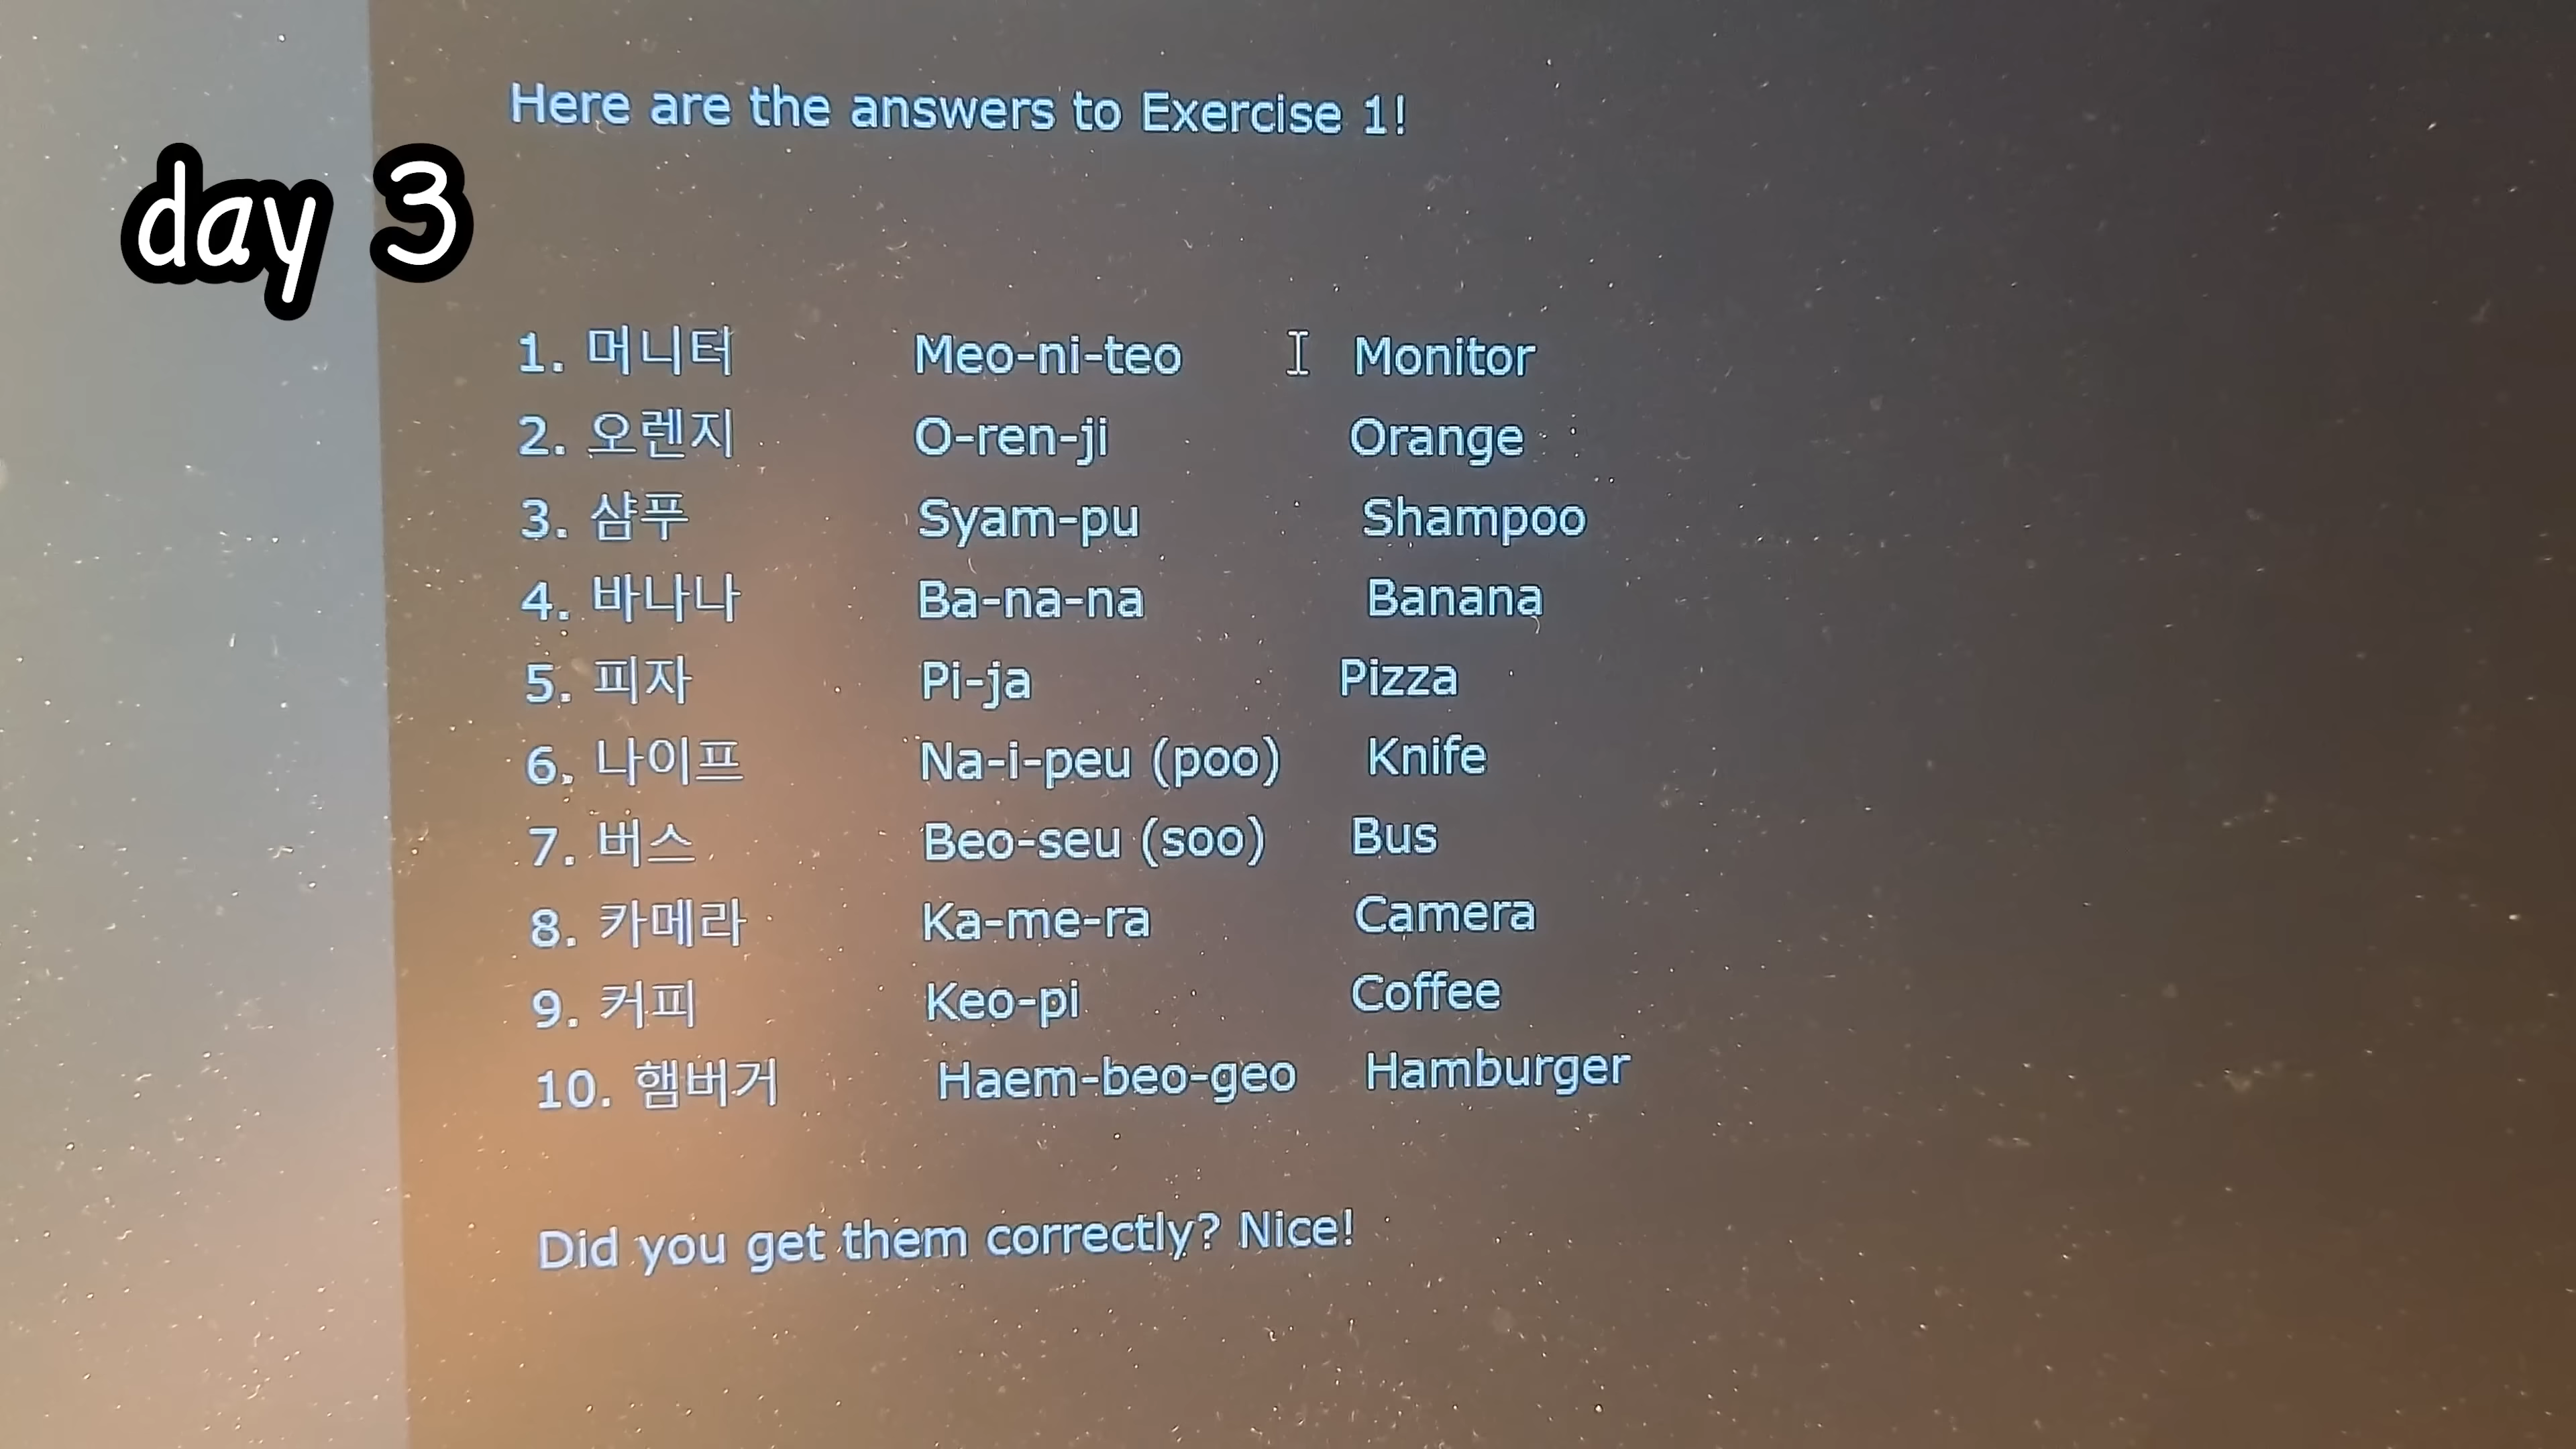 Here are the answers to Exercise 1!
day 3
1. 머니터 Meo-ni-teo Monitor
2. 오렌지 O-ren-ji Orange
3. 샴푸 Syam-pu Shampoo
4. 바나나 Ba-na-na Banana
5. 피자 Pi-ja Pizza
6. 나이프 Na-i-peu (poo) Knife
7. 버스 Beo-seu (soo) Bus
8. 카메라 Ka-me-ra Camera
9. 커피 Keo-pi Coffee
10. 햄버거 Haem-beo-geo Hamburger
Did you get them correctly? Nice!